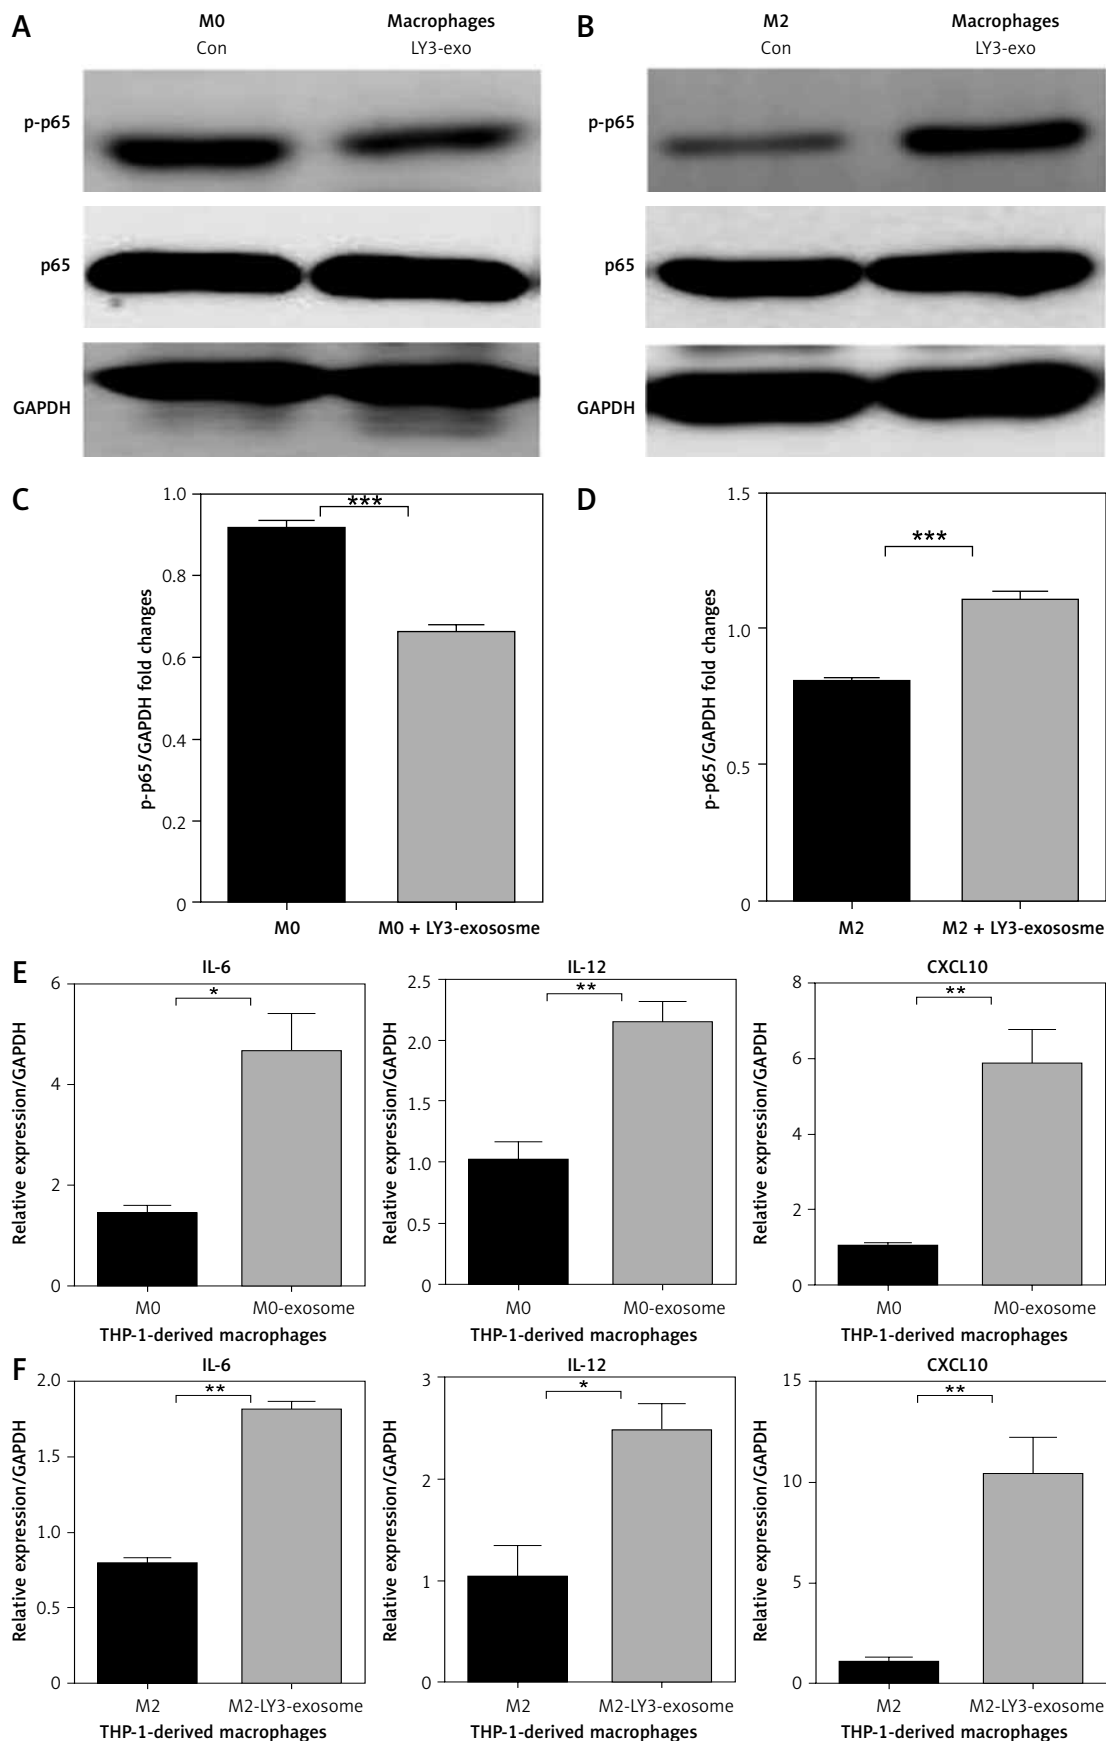 A
M0 Macrophages
Con LY3-exo
p-p65
p65
GAPDH
B
M2 Macrophages
Con LY3-exo
p-p65
p65
GAPDH
C
p-p65/GAPDH fold changes
1.0
0.8
0.6
0.4
0.2
0
***
M0 M0 + LY3-exososme
D
p-p65/GAPDH fold changes
1.5
1.0
0.5
0
***
M2 M2 + LY3-exososme
E
IL-6
Relative expression/GAPDH
6
4
2
0
*
M0 M0-exosome
THP-1-derived macrophages
IL-12
Relative expression/GAPDH
2.5
2.0
1.5
1.0
0.5
0
**
M0 M0-exosome
THP-1-derived macrophages
CXCL10
Relative expression/GAPDH
8
6
4
2
0
**
M0 M0-exosome
THP-1-derived macrophages
F
IL-6
Relative expression/GAPDH
2.0
1.5
1.0
0.5
0
**
M2 M2-LY3-exosome
THP-1-derived macrophages
IL-12
Relative expression/GAPDH
3
2
1
0
*
M2 M2-LY3-exosome
THP-1-derived macrophages
CXCL10
Relative expression/GAPDH
15
10
5
0
**
M2 M2-LY3-exosome
THP-1-derived macrophages